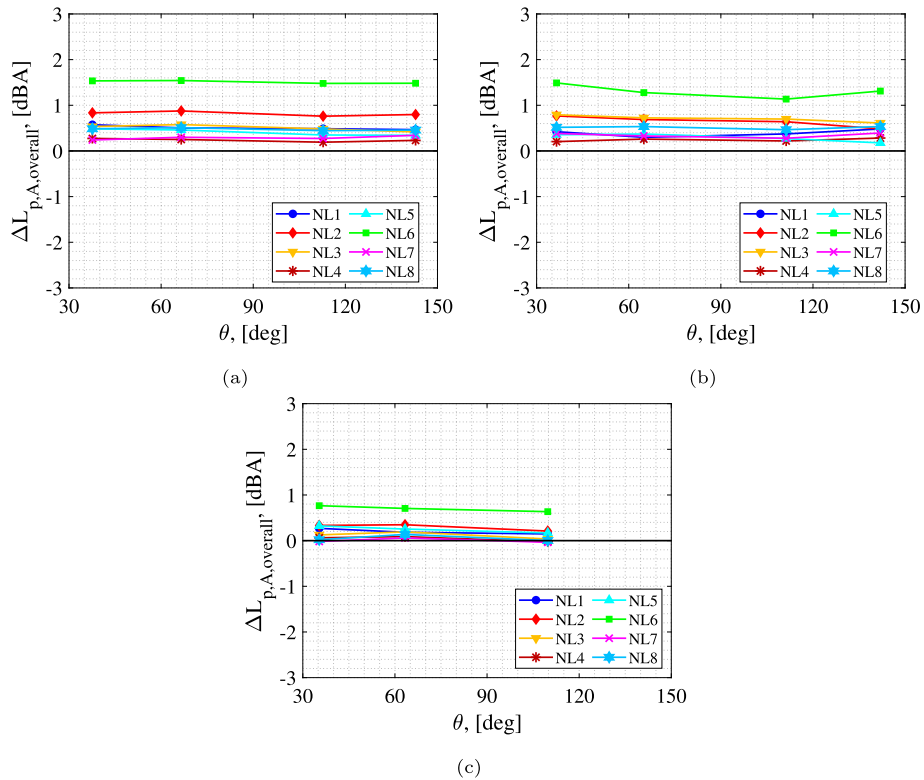 3
2
1
0
-1
-2
-3
30 60 90 120 150
ΔL_{p,A,overall}, [dBA]
θ, [deg]
NL1 NL5
NL2 NL6
NL3 NL7
NL4 NL8
(a)
3
2
1
0
-1
-2
-3
30 60 90 120 150
ΔL_{p,A,overall}, [dBA]
θ, [deg]
NL1 NL5
NL2 NL6
NL3 NL7
NL4 NL8
(b)
3
2
1
0
-1
-2
-3
30 60 90 120 150
ΔL_{p,A,overall}, [dBA]
θ, [deg]
NL1 NL5
NL2 NL6
NL3 NL7
NL4 NL8
(c)